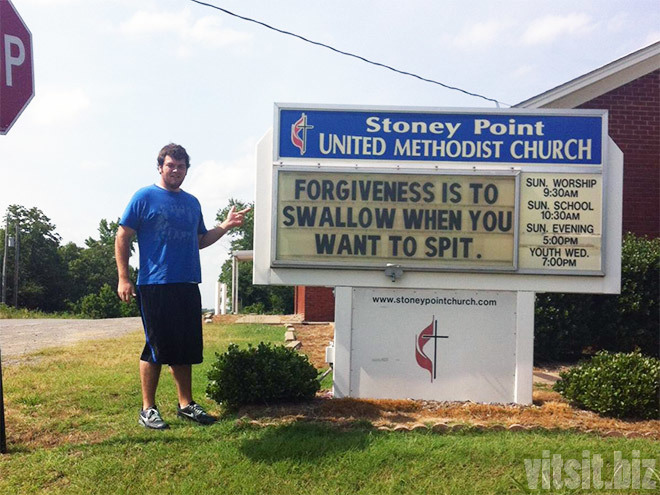 P
Stoney Point
UNITED METHODIST CHURCH
FORGIVENESS IS TO
SWALLOW WHEN YOU
WANT TO SPIT.
SUN. WORSHIP
9:30AM
SUN. SCHOOL
10:30AM
SUN. EVENING
5:00PM
YOUTH WED.
7:00PM
www.stoneypointchurch.com
vitsit.biz